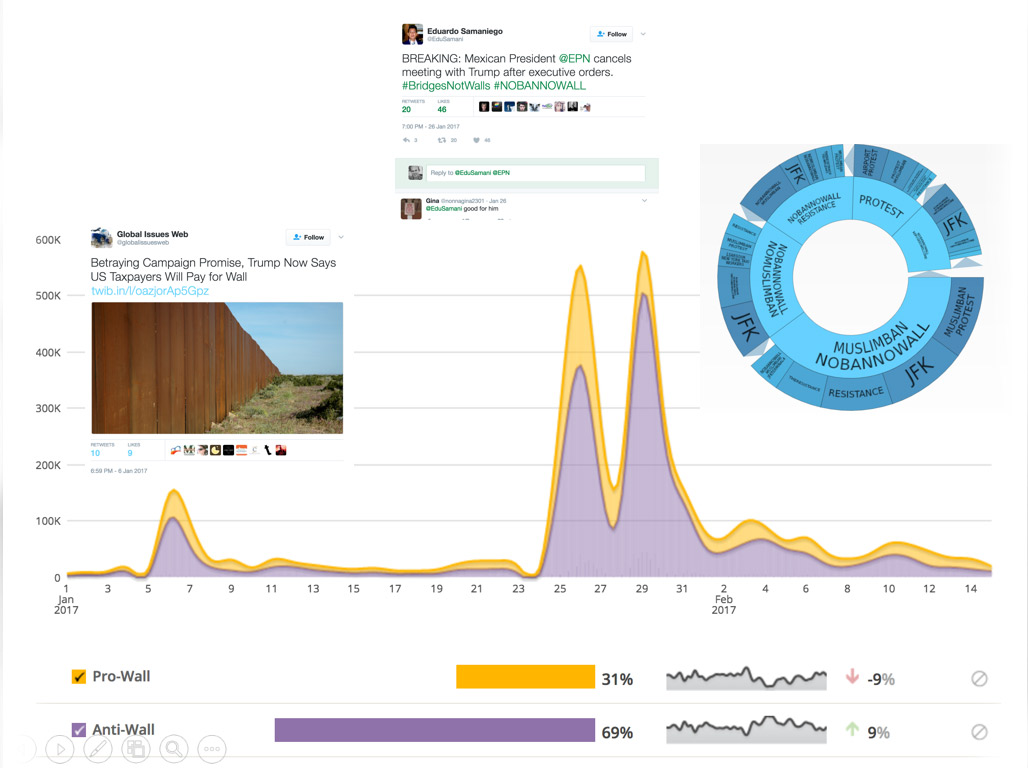 Eduardo Samaniego
@EduSamani
Follow
BREAKING: Mexican President @EPN cancels
meeting with Trump after executive orders.
#BridgesNotWalls #NOBANNOWALL
RETWEETS LIKES
20 46
7:00 PM - 26 Jan 2017
3 20 46
Reply to @EduSamani @EPN
Gina @nonnagina2301 · Jan 26
@EduSamani good for him
Global Issues Web
@globalissuesweb
Follow
Betraying Campaign Promise, Trump Now Says
US Taxpayers Will Pay for Wall
twib.in/l/oazjorAp5Gpz
RETWEETS LIKES
10 9
6:59 PM - 6 Jan 2017
AIRPORT
PROTEST
JFK
NOBANNOWALL
RESISTANCE
PROTEST
JFK
NOBANNOWALL
NOMUSLIMBAN
JFK
MUSLIMBAN
NOBANNOWALL
MUSLIMBAN
PROTEST
JFK
RESISTANCE
600K
500K
400K
300K
200K
100K
0
1 3 5 7 9 11 13 15 17 19 21 23 25 27 29 31 2 4 6 8 10 12 14
Jan Feb
2017 2017
Pro-Wall 31% -9%
Anti-Wall 69% 9%